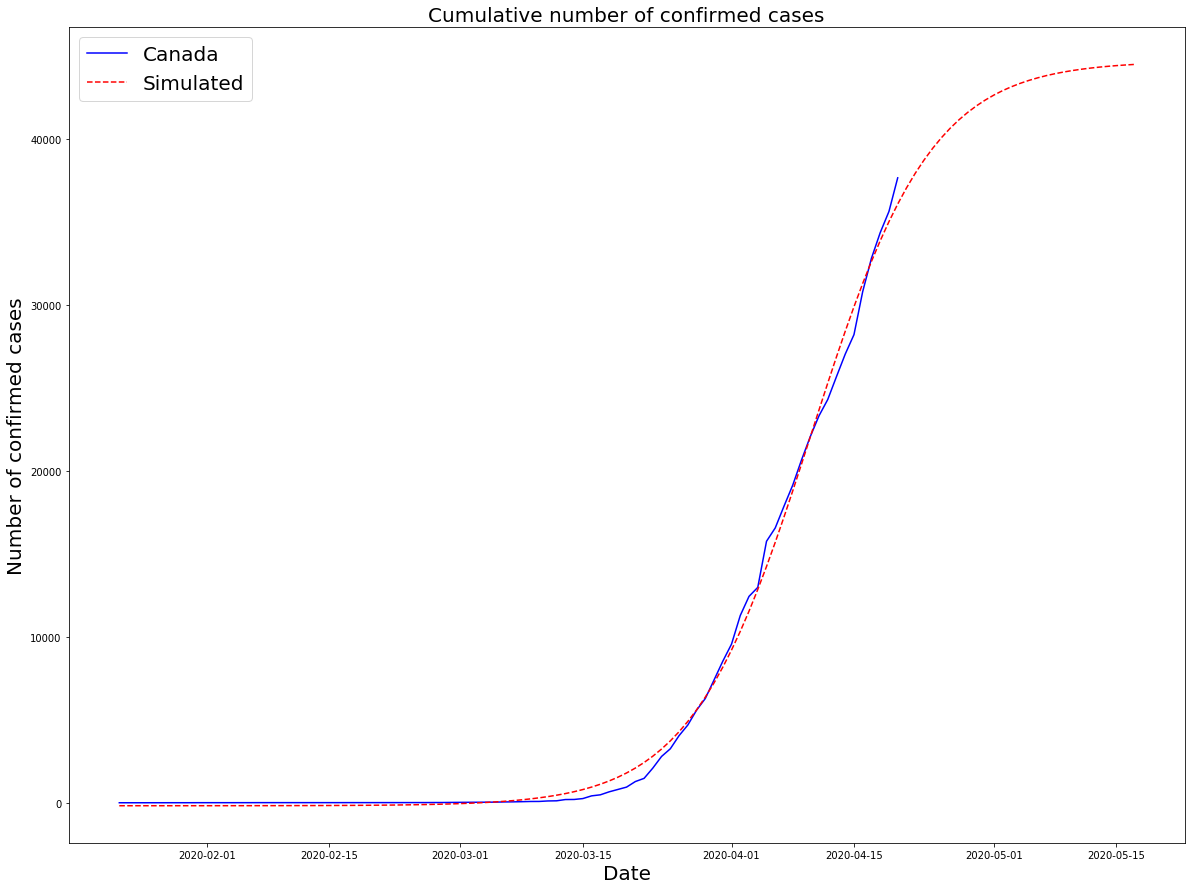 Cumulative number of confirmed cases
Canada
Simulated
Number of confirmed cases
40000
30000
20000
10000
0
2020-02-01
2020-02-15
2020-03-01
2020-03-15
2020-04-01
2020-04-15
2020-05-01
2020-05-15
Date